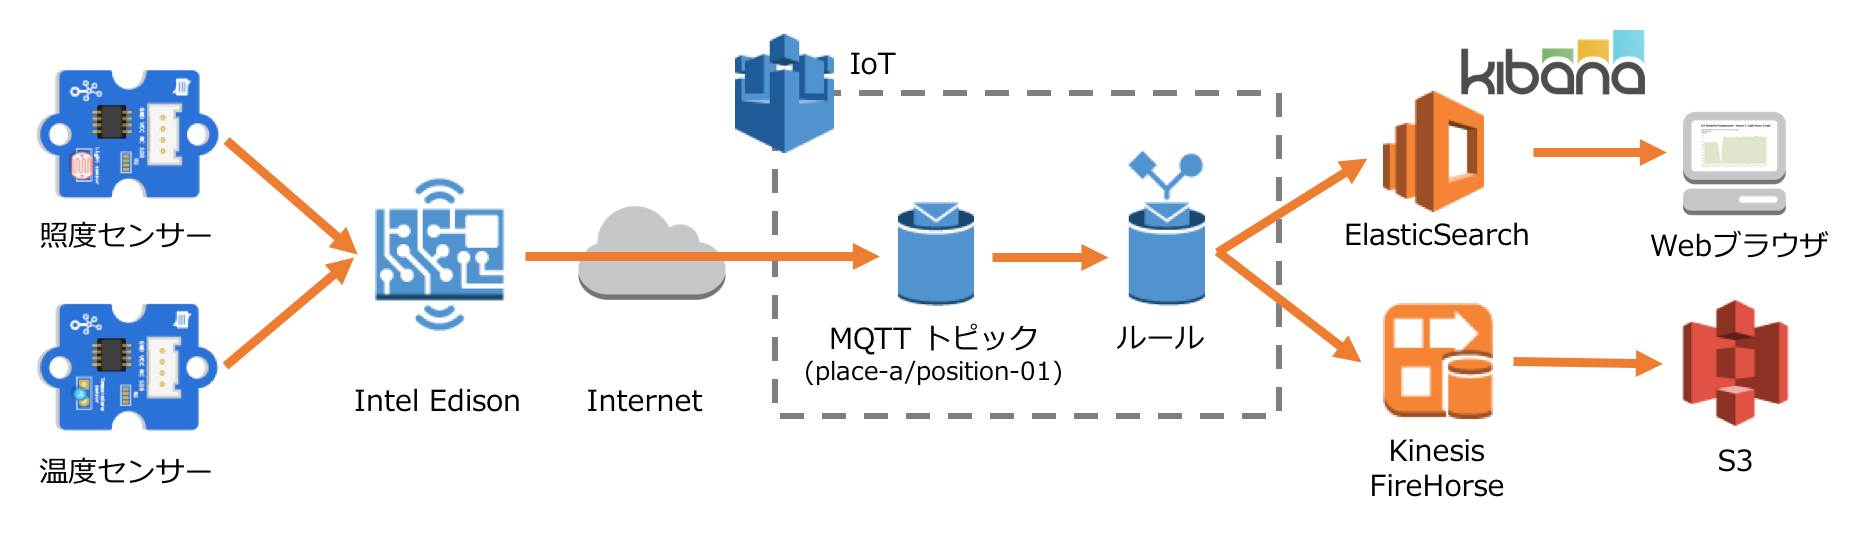 照度センサー
温度センサー
Intel Edison
Internet
IoT
MQTT トピック
(place-a/position-01)
ルール
kibana
ElasticSearch
Webブラウザ
Kinesis
FireHorse
S3